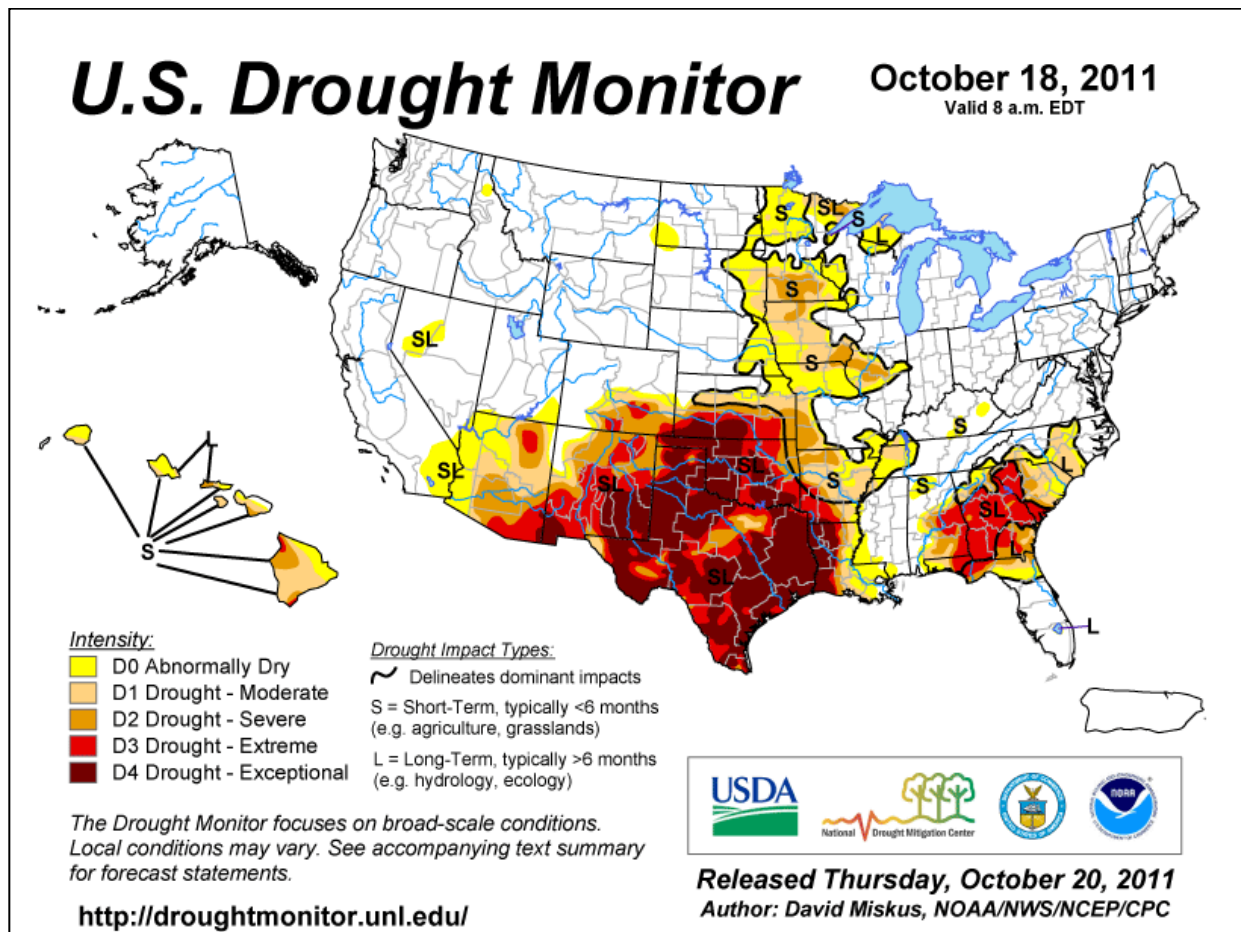 U.S. Drought Monitor
October 18, 2011
Valid 8 a.m. EDT
S
SL
S
L
S
SL
S
S
L
SL
SL
SL
S
S
L
SL
S
L
SL
L
Intensity:
D0 Abnormally Dry
D1 Drought - Moderate
D2 Drought - Severe
D3 Drought - Extreme
D4 Drought - Exceptional
Drought Impact Types:
Delineates dominant impacts
S = Short-Term, typically <6 months
(e.g. agriculture, grasslands)
L = Long-Term, typically >6 months
(e.g. hydrology, ecology)
The Drought Monitor focuses on broad-scale conditions.
Local conditions may vary. See accompanying text summary
for forecast statements.
http://droughtmonitor.unl.edu/
USDA
National Drought Mitigation Center
NOAA
Released Thursday, October 20, 2011
Author: David Miskus, NOAA/NWS/NCEP/CPC